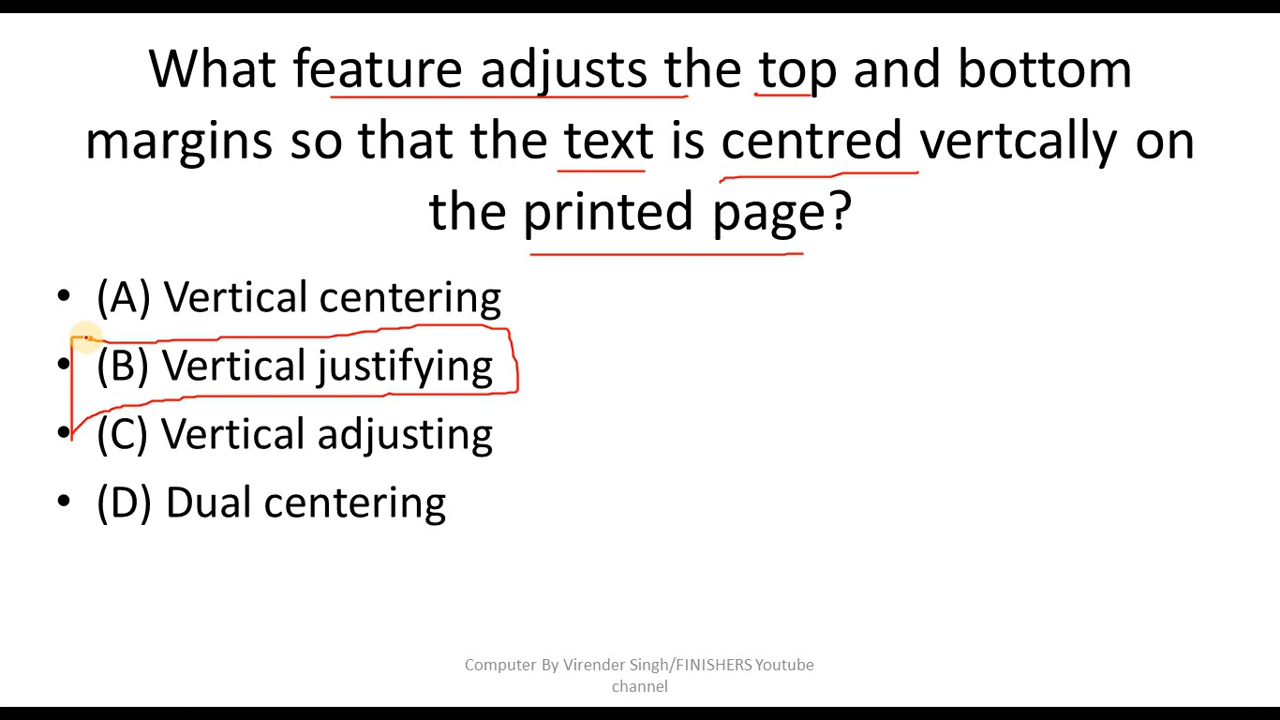 What feature adjusts the top and bottom
margins so that the text is centred vertcally on
the printed page?
• (A) Vertical centering
• (B) Vertical justifying
• (C) Vertical adjusting
• (D) Dual centering
Computer By Virender Singh/FINISHERS Youtube
channel